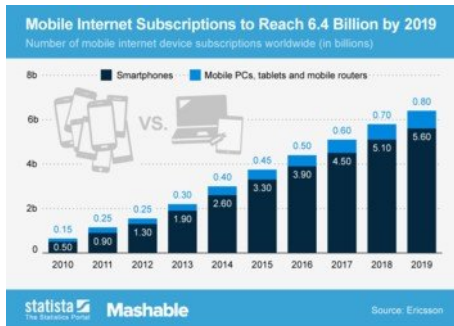 Mobile Internet Subscriptions to Reach 6.4 Billion by 2019
Number of mobile internet device subscriptions worldwide (in billions)
8b
Smartphones
Mobile PCs, tablets and mobile routers
VS.
6b
4b
2b
0
0.15
0.25
0.25
0.30
0.40
0.45
0.50
0.60
0.70
0.80
0.50
0.90
1.30
1.90
2.60
3.30
3.90
4.50
5.10
5.60
2010
2011
2012
2013
2014
2015
2016
2017
2018
2019
statista
The Statistics Portal
Mashable
Source: Ericsson